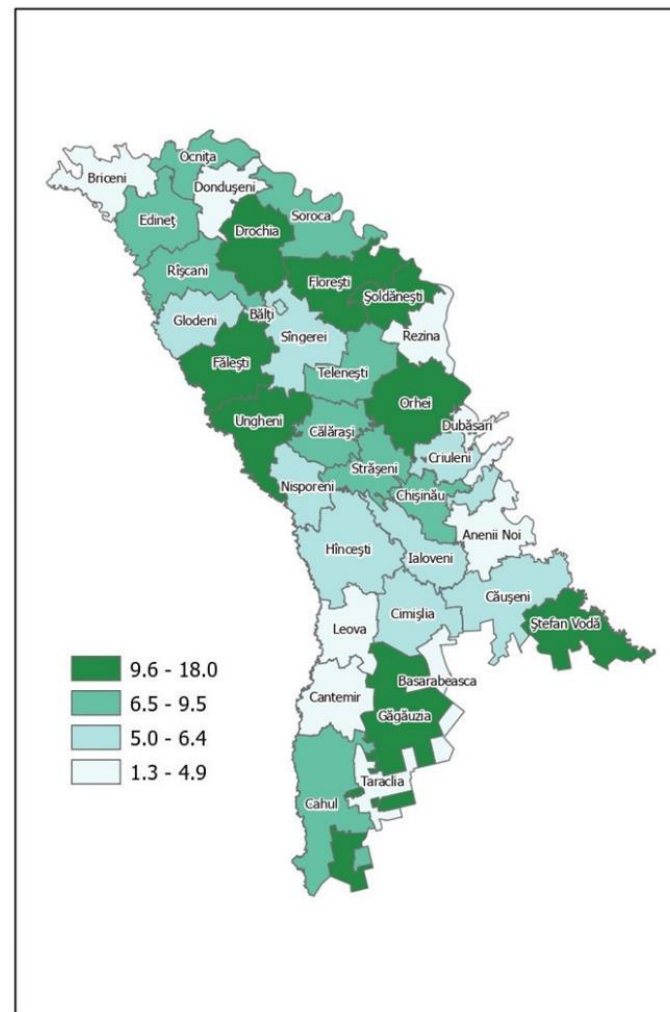 Ocnița
Briceni
Dondușeni
Edineț
Soroca
Drochia
Rîșcani
Florești
Șoldănești
Glodeni
Bălți
Sîngerei
Rezina
Fălești
Telenești
Orhei
Ungheni
Dubăsari
Călărași
Criuleni
Strășeni
Nisporeni
Chișinău
Anenii Noi
Hîncești
Ialoveni
Căușeni
Cimișlia
Ștefan Vodă
Leova
Basarabeasca
Cantemir
Găgăuzia
Taraclia
Cahul
9.6 - 18.0
6.5 - 9.5
5.0 - 6.4
1.3 - 4.9